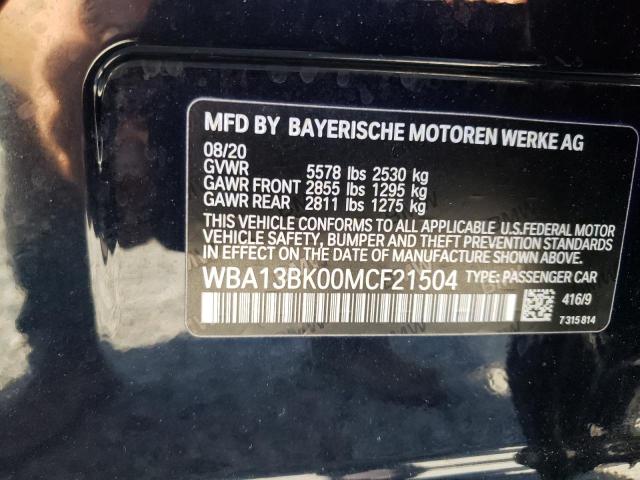 MFD BY BAYERISCHE MOTOREN WERKE AG
08/20
GVWR 5578 lbs 2530 kg
GAWR FRONT 2855 lbs 1295 kg
GAWR REAR 2811 lbs 1275 kg
THIS VEHICLE CONFORMS TO ALL APPLICABLE U.S.FEDERAL MOTOR
VEHICLE SAFETY, BUMPER AND THEFT PREVENTION STANDARDS
IN EFFECT ON THE DATE OF MANUFACTURE SHOWN ABOVE.
WBA13BK00MCF21504 TYPE: PASSENGER CAR
416/9
7315814